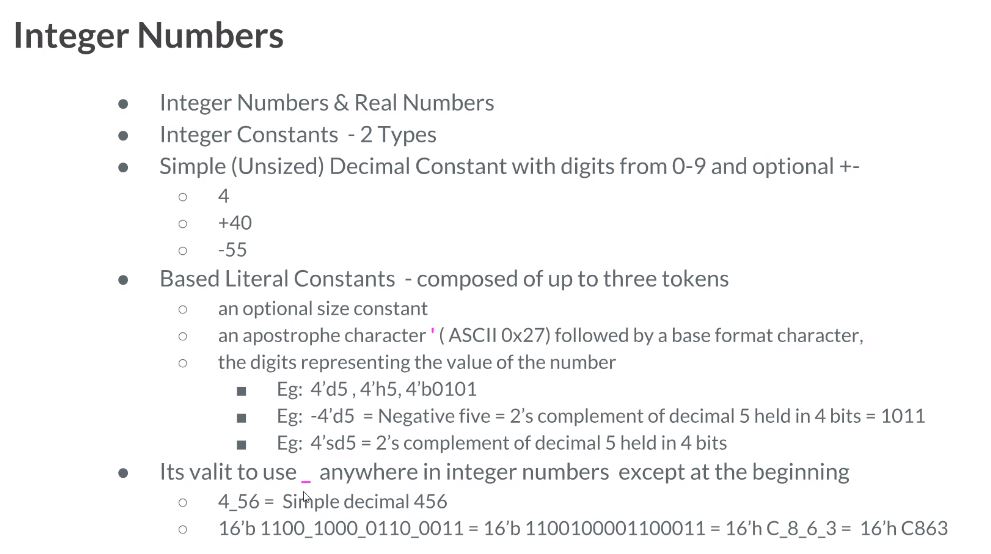 Integer Numbers
● Integer Numbers & Real Numbers
● Integer Constants - 2 Types
● Simple (Unsized) Decimal Constant with digits from 0-9 and optional +-
○ 4
○ +40
○ -55
● Based Literal Constants - composed of up to three tokens
○ an optional size constant
○ an apostrophe character ' ( ASCII 0x27) followed by a base format character,
○ the digits representing the value of the number
■ Eg: 4’d5 , 4’h5, 4’b0101
■ Eg: -4’d5 = Negative five = 2’s complement of decimal 5 held in 4 bits = 1011
■ Eg: 4’sd5 = 2’s complement of decimal 5 held in 4 bits
● Its valit to use _ anywhere in integer numbers except at the beginning
○ 4_56 = Simple decimal 456
○ 16’b 1100_1000_0110_0011 = 16’b 1100100001100011 = 16’h C_8_6_3 = 16’h C863